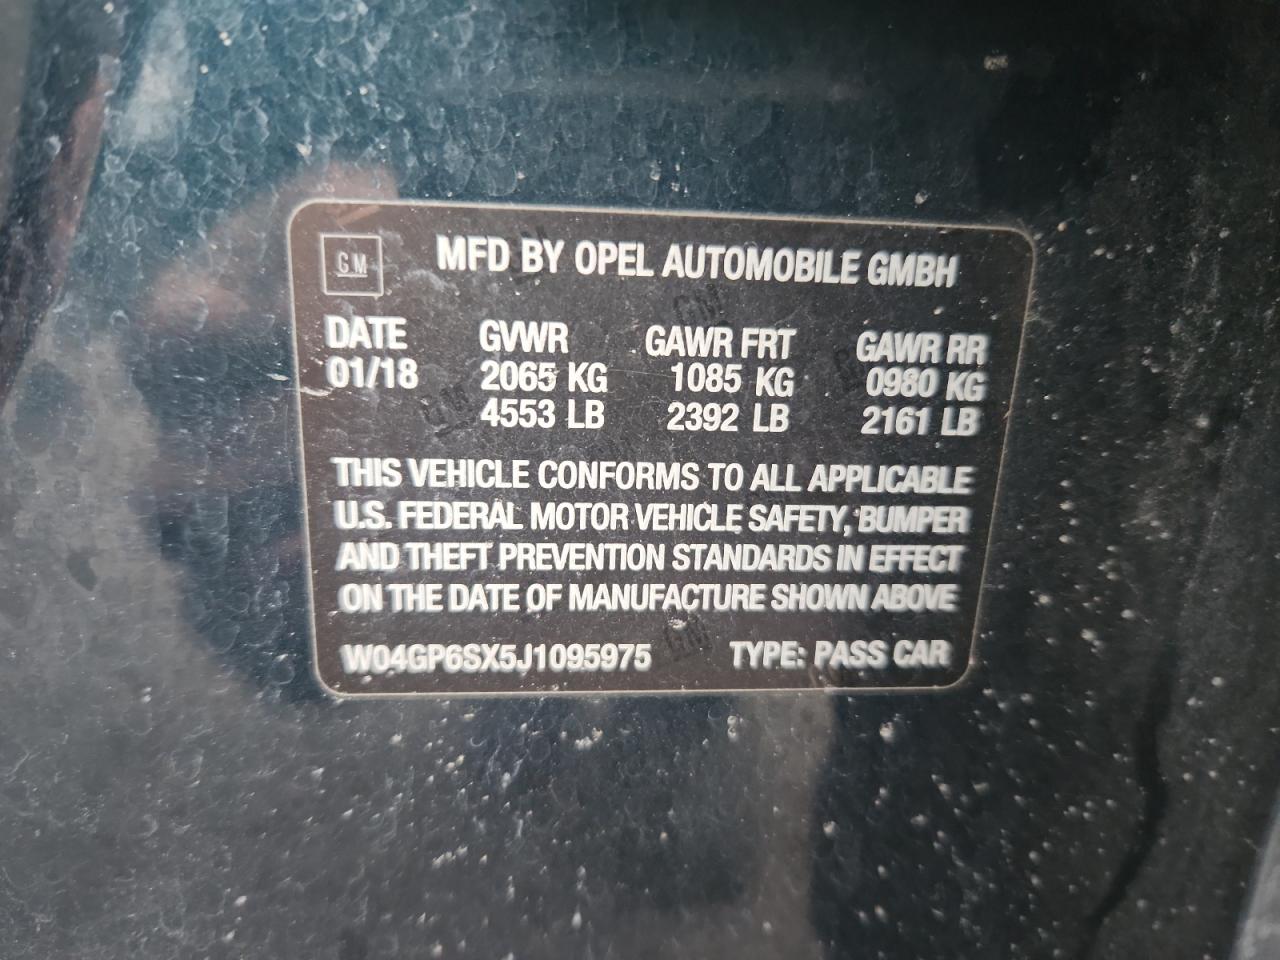 GM
MFD BY OPEL AUTOMOBILE GMBH
DATE GVWR GAWR FRT GAWR RR
01/18 2065 KG 1085 KG 0980 KG
4553 LB 2392 LB 2161 LB
THIS VEHICLE CONFORMS TO ALL APPLICABLE
U.S. FEDERAL MOTOR VEHICLE SAFETY, BUMPER
AND THEFT PREVENTION STANDARDS IN EFFECT
ON THE DATE OF MANUFACTURE SHOWN ABOVE
W04GP6SX5J1095975 TYPE: PASS CAR